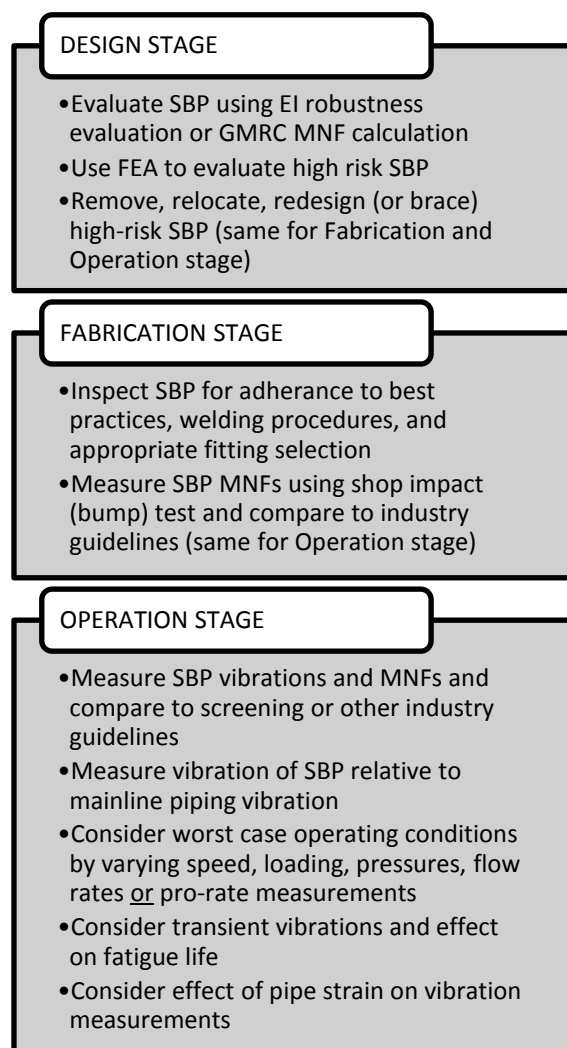 DESIGN STAGE
•Evaluate SBP using EI robustness
evaluation or GMRC MNF calculation
•Use FEA to evaluate high risk SBP
•Remove, relocate, redesign (or brace)
high-risk SBP (same for Fabrication and
Operation stage)
FABRICATION STAGE
•Inspect SBP for adherance to best
practices, welding procedures, and
appropriate fitting selection
•Measure SBP MNFs using shop impact
(bump) test and compare to industry
guidelines (same for Operation stage)
OPERATION STAGE
•Measure SBP vibrations and MNFs and
compare to screening or other industry
guidelines
•Measure vibration of SBP relative to
mainline piping vibration
•Consider worst case operating conditions
by varying speed, loading, pressures, flow
rates or pro-rate measurements
•Consider transient vibrations and effect
on fatigue life
•Consider effect of pipe strain on vibration
measurements